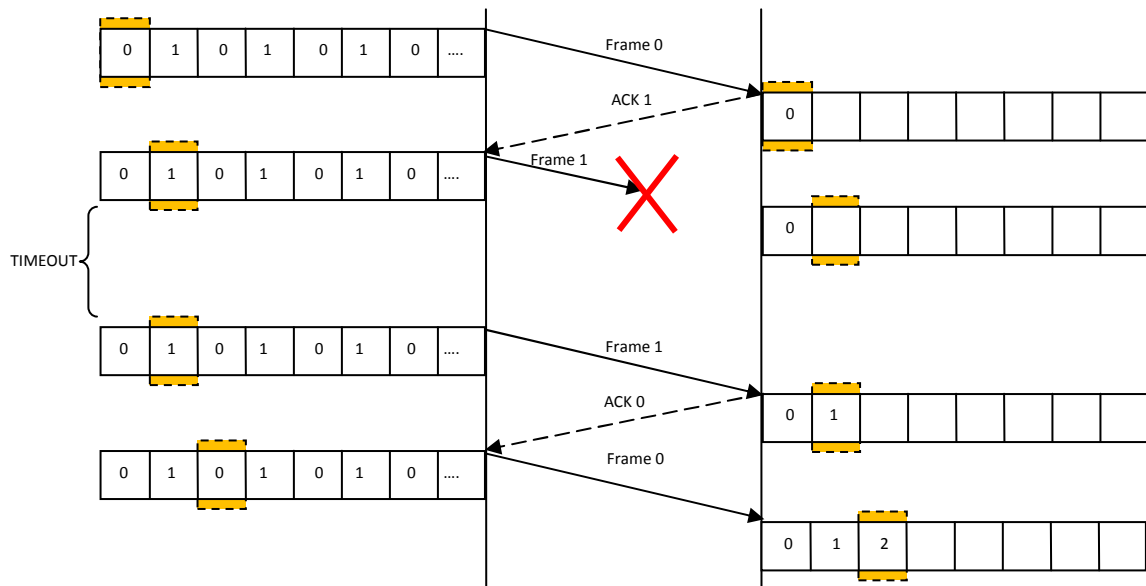 0 1 0 1 0 1 0 ....
Frame 0
ACK 1
0
0 1 0 1 0 1 0 ....
Frame 1
0
TIMEOUT
0 1 0 1 0 1 0 ....
Frame 1
ACK 0
0 1
0 1 0 1 0 1 0 ....
Frame 0
0 1 2